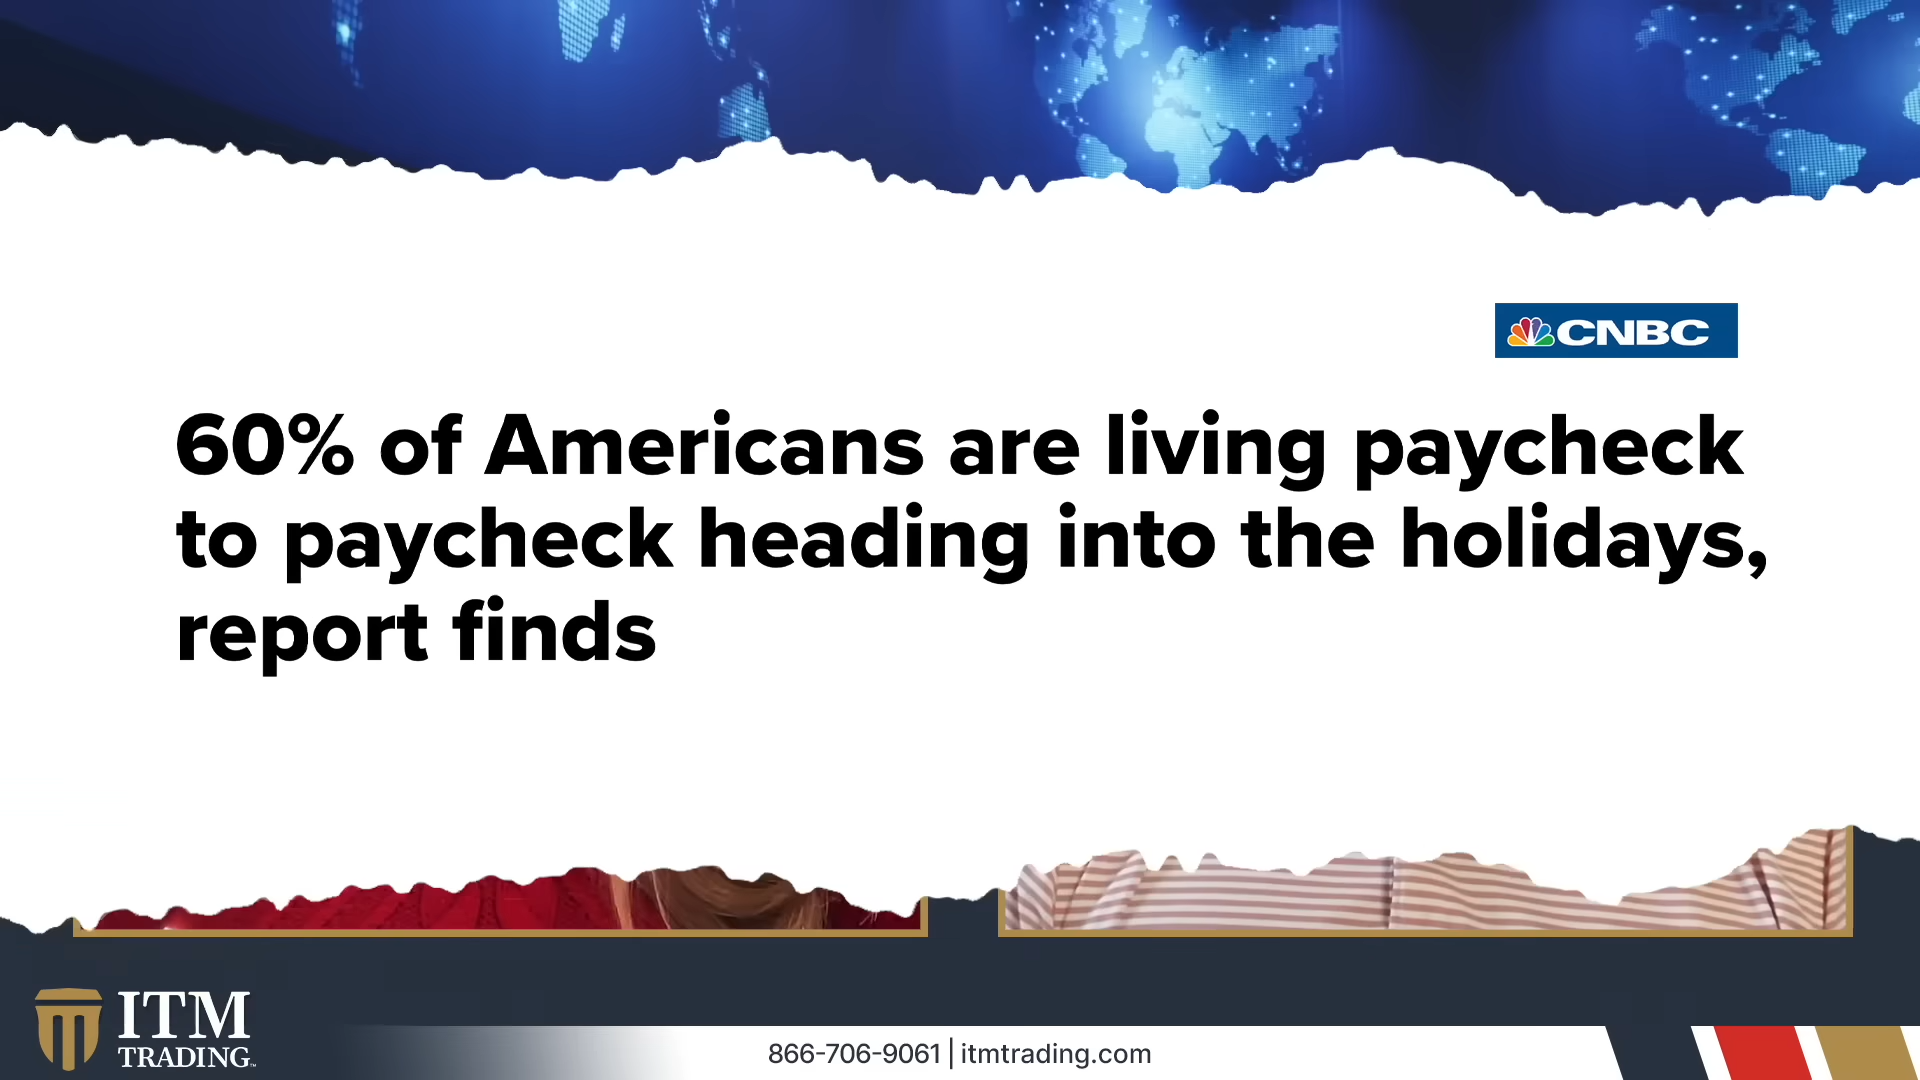 CNBC
60% of Americans are living paycheck
to paycheck heading into the holidays,
report finds
ITM
TRADING™
866-706-9061 | itmtrading.com